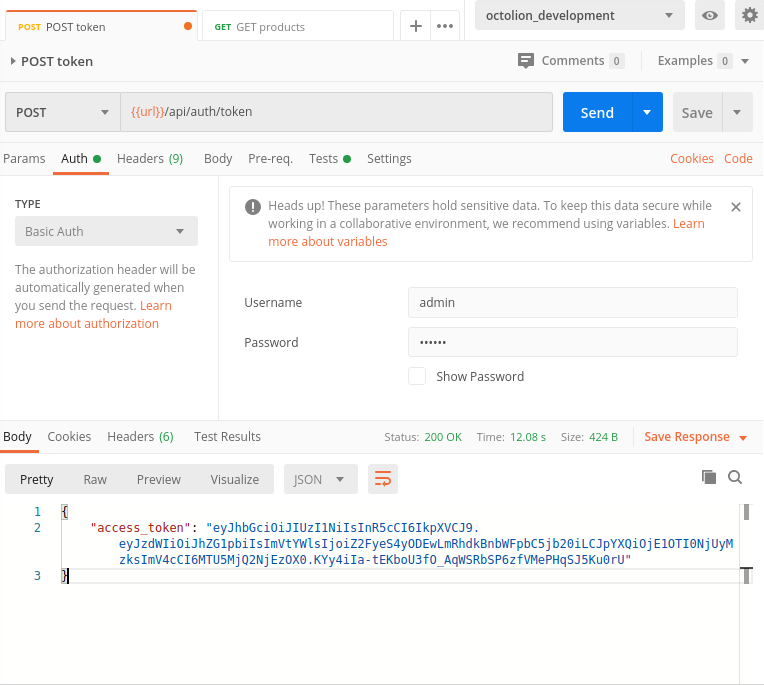 POST POST token
GET GET products
octolion_development
POST token
Comments 0
Examples 0
POST
{{url}}/api/auth/token
Send
Save
Params Auth Headers (9) Body Pre-req. Tests Settings
Cookies Code
TYPE
Basic Auth
The authorization header will be
automatically generated when
you send the request. Learn
more about authorization
Heads up! These parameters hold sensitive data. To keep this data secure while
working in a collaborative environment, we recommend using variables. Learn
more about variables
Username
admin
Password
••••••
Show Password
Body Cookies Headers (6) Test Results
Status: 200 OK Time: 12.08 s Size: 424 B
Save Response
Pretty Raw Preview Visualize
JSON
1 {
2 "access_token": "eyJhbGciOiJIUzI1NiIsInR5cCI6IkpXVCJ9.
eyJzdWIiOiJhZG1pbiIsImVtYWlsIjoiZ2FyeS4yODEwLmRhdkBnbWFpbC5jb20iLCJpYXQiOjE1OTI0NjUyM
zksImV4cCI6MTU5MjQ2NjEzOX0.KYy4iIa-tEKboU3fO_AqWSRbSP6zfVMePHqSJ5Ku0rU"
3 }